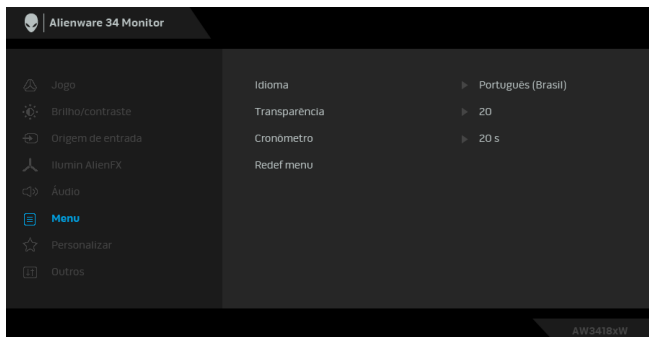 Alienware 34 Monitor
Jogo
Brilho/contraste
Origem de entrada
Ilumin AlienFX
Áudio
Menu
Personalizar
Outros
Idioma Português (Brasil)
Transparência 20
Cronômetro 20 s
Redef menu
AW3418xW